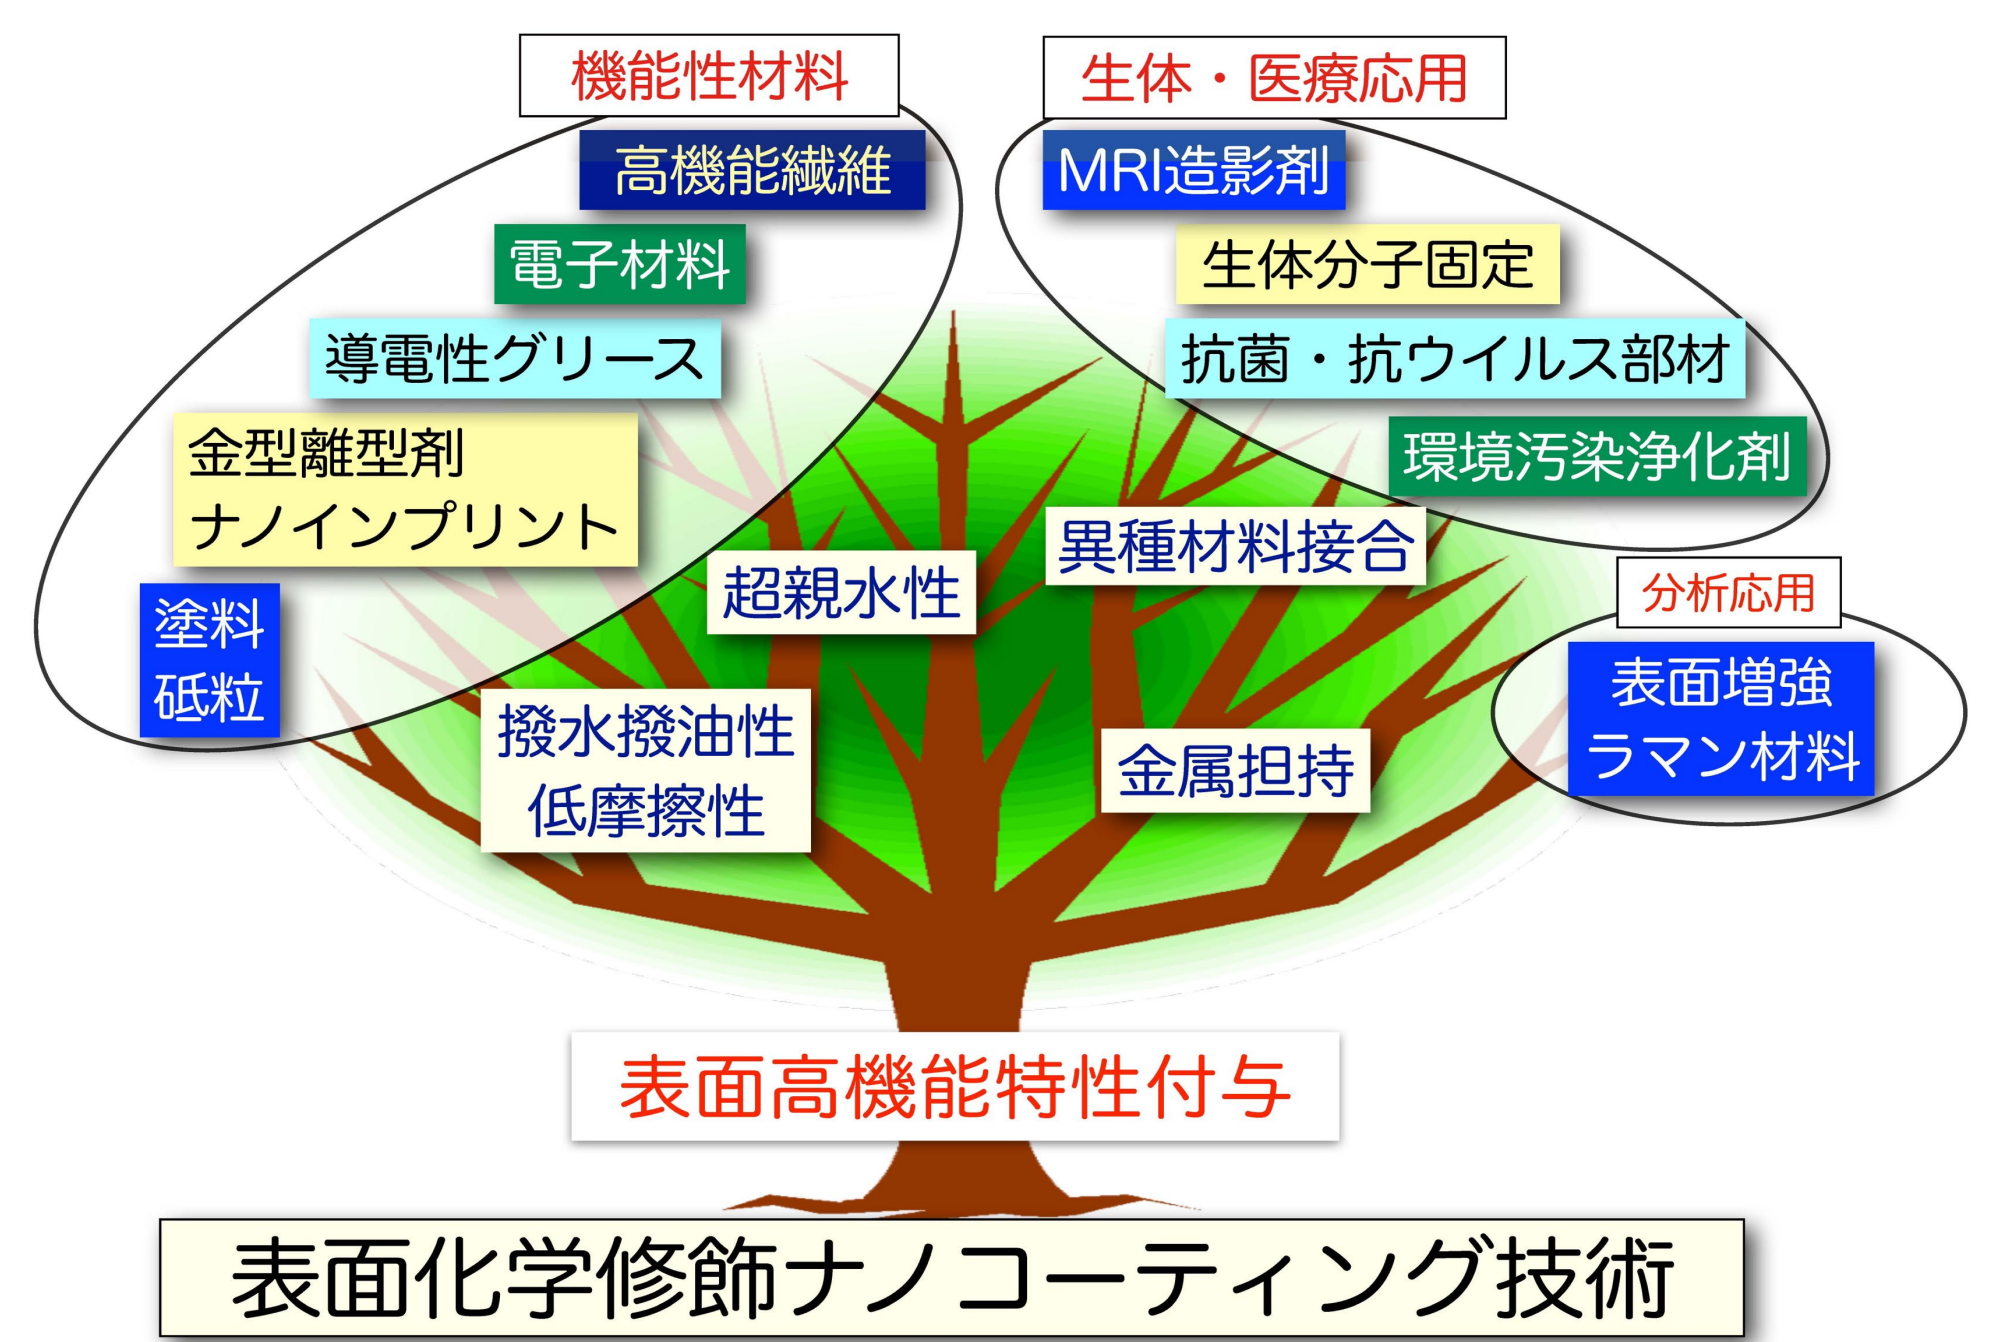 機能性材料
高機能繊維
電子材料
導電性グリース
金型離型剤
ナノインプリント
塗料
砥粒
生体・医療応用
MRI造影剤
生体分子固定
抗菌・抗ウイルス部材
環境汚染浄化剤
分析応用
表面増強
ラマン材料
超親水性
異種材料接合
撥水撥油性
低摩擦性
金属担持
表面高機能特性付与
表面化学修飾ナノコーティング技術